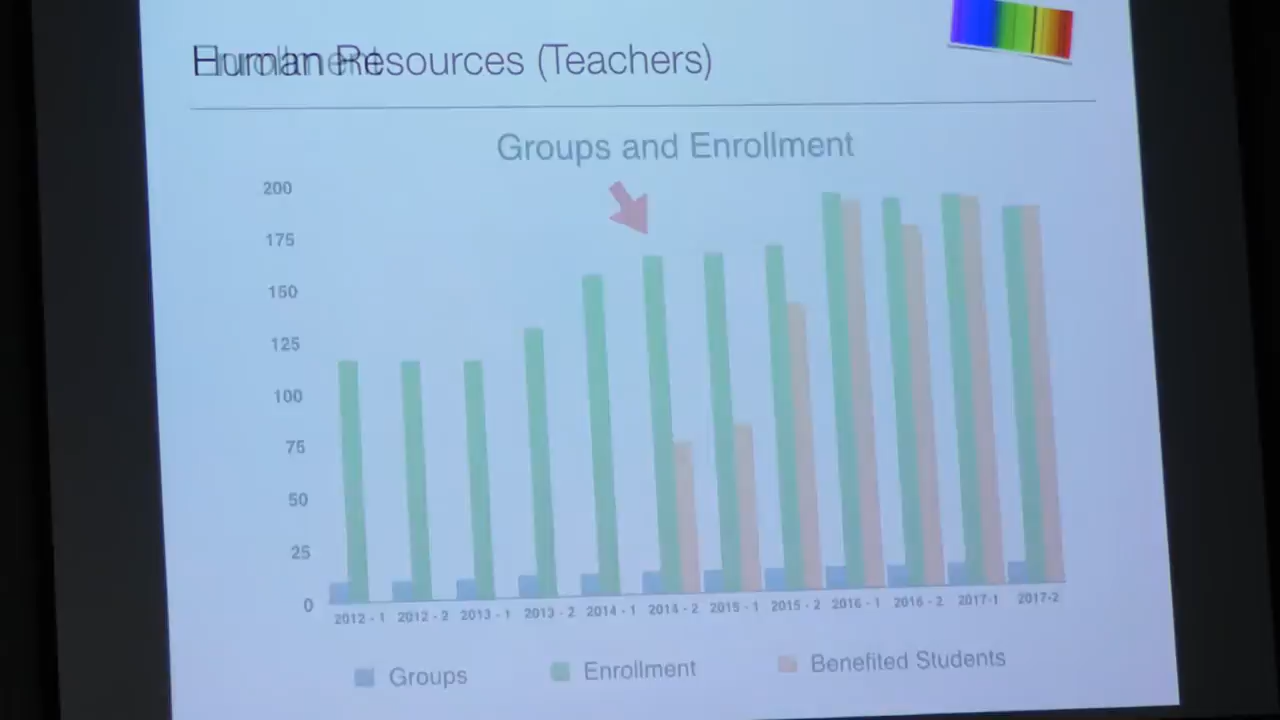 Human Resources (Teachers)
Enrollment
Groups and Enrollment
200
175
150
125
100
75
50
25
0
2012 - 1 2012 - 2 2013 - 1 2013 - 2 2014 - 1 2014 - 2 2015 - 1 2015 - 2 2016 - 1 2016 - 2 2017-1 2017-2
Groups Enrollment Benefited Students